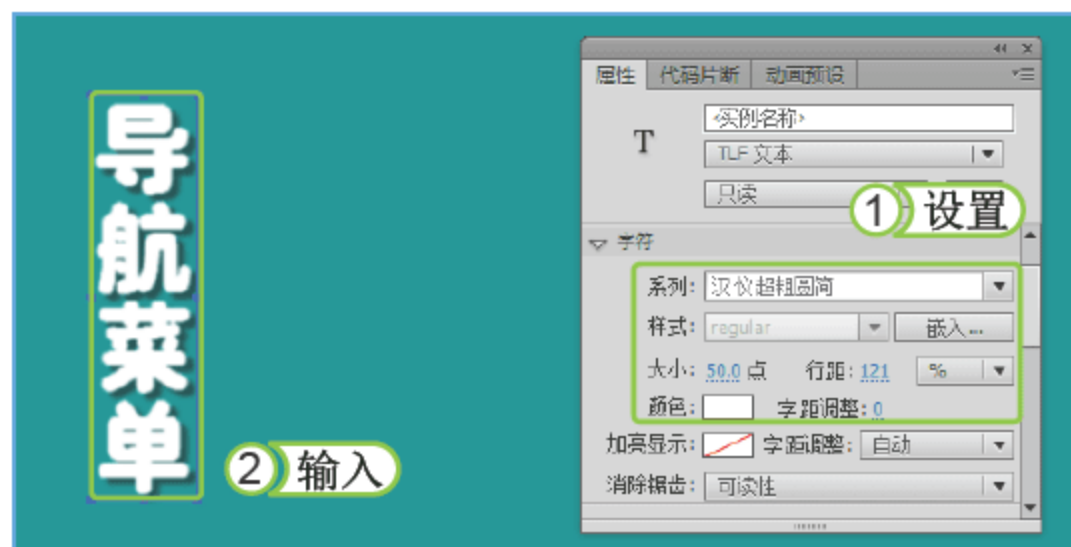 导航菜单
② 输入
属性 代码片断 动画预设
T
<实例名称>
TLF 文本
只读
① 设置
字符
系列: 汉仪超粗圆简
样式: regular 嵌入...
大小: 50.0 点 行距: 121 %
颜色: 字距调整: 0
加亮显示: 字距调整: 自动
消除锯齿: 可读性